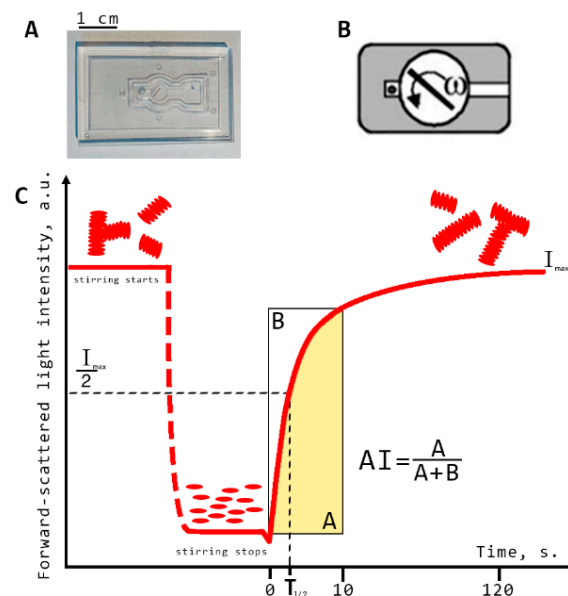 1 cm
A
B
ω
C
Forward-scattered light intensity, a.u.
stirring starts
I max
I max
2
B
AI = A
A+B
A
stirring stops
Time, s.
0 T 1/2 10 120